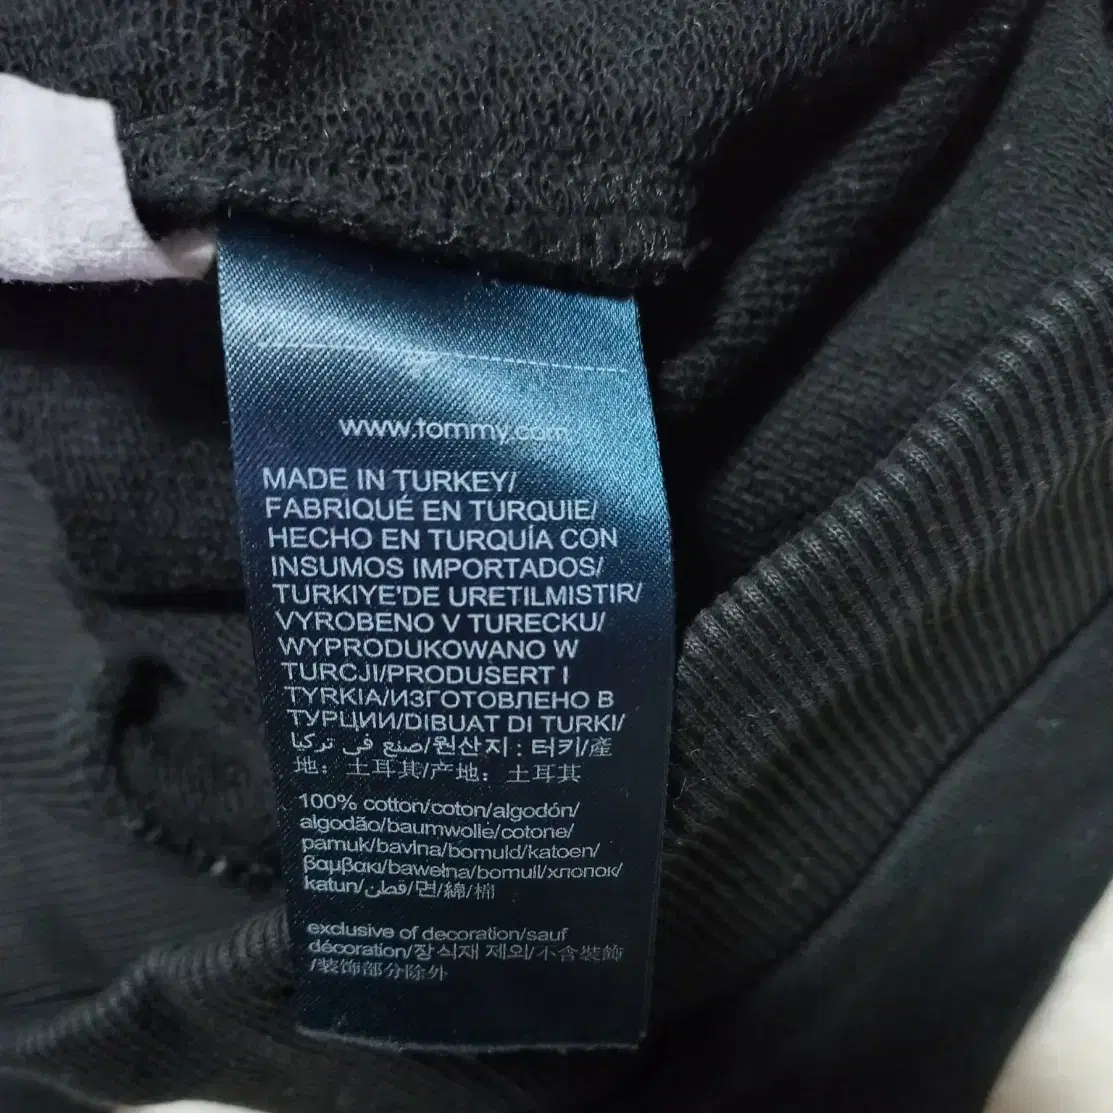 www.tommy.com
MADE IN TURKEY/
FABRIQUÉ EN TURQUIE/
HECHO EN TURQUÍA CON
INSUMOS IMPORTADOS/
TURKIYE'DE URETILMISTIR/
VYROBENO V TURECKU/
WYPRODUKOWANO W
TURCJI/PRODUSERT I
TYRKIA/ИЗГОТОВЛЕНО В
ТУРЦИИ/DIBUAT DI TURKI/
صنع في تركيا/원산지 : 터키/產
地： 土耳其/产地： 土耳其
100% cotton/coton/algodón/
algodão/baumwolle/cotone/
pamuk/bavlna/bomuld/katoen/
βαμβακι/bawełna/bomull/хлопок/
katun/قطن/면/綿/棉
exclusive of decoration/sauf
décoration/장식재 제외/不含裝飾
/装饰部分除外